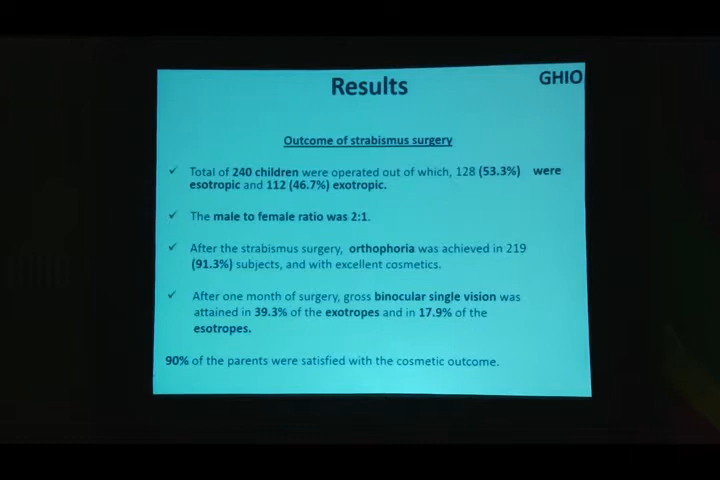 Results
GHIO
Outcome of strabismus surgery
✓ Total of 240 children were operated out of which, 128 (53.3%) were
esotropic and 112 (46.7%) exotropic.
✓ The male to female ratio was 2:1.
✓ After the strabismus surgery, orthophoria was achieved in 219
(91.3%) subjects, and with excellent cosmetics.
✓ After one month of surgery, gross binocular single vision was
attained in 39.3% of the exotropes and in 17.9% of the
esotropes.
90% of the parents were satisfied with the cosmetic outcome.